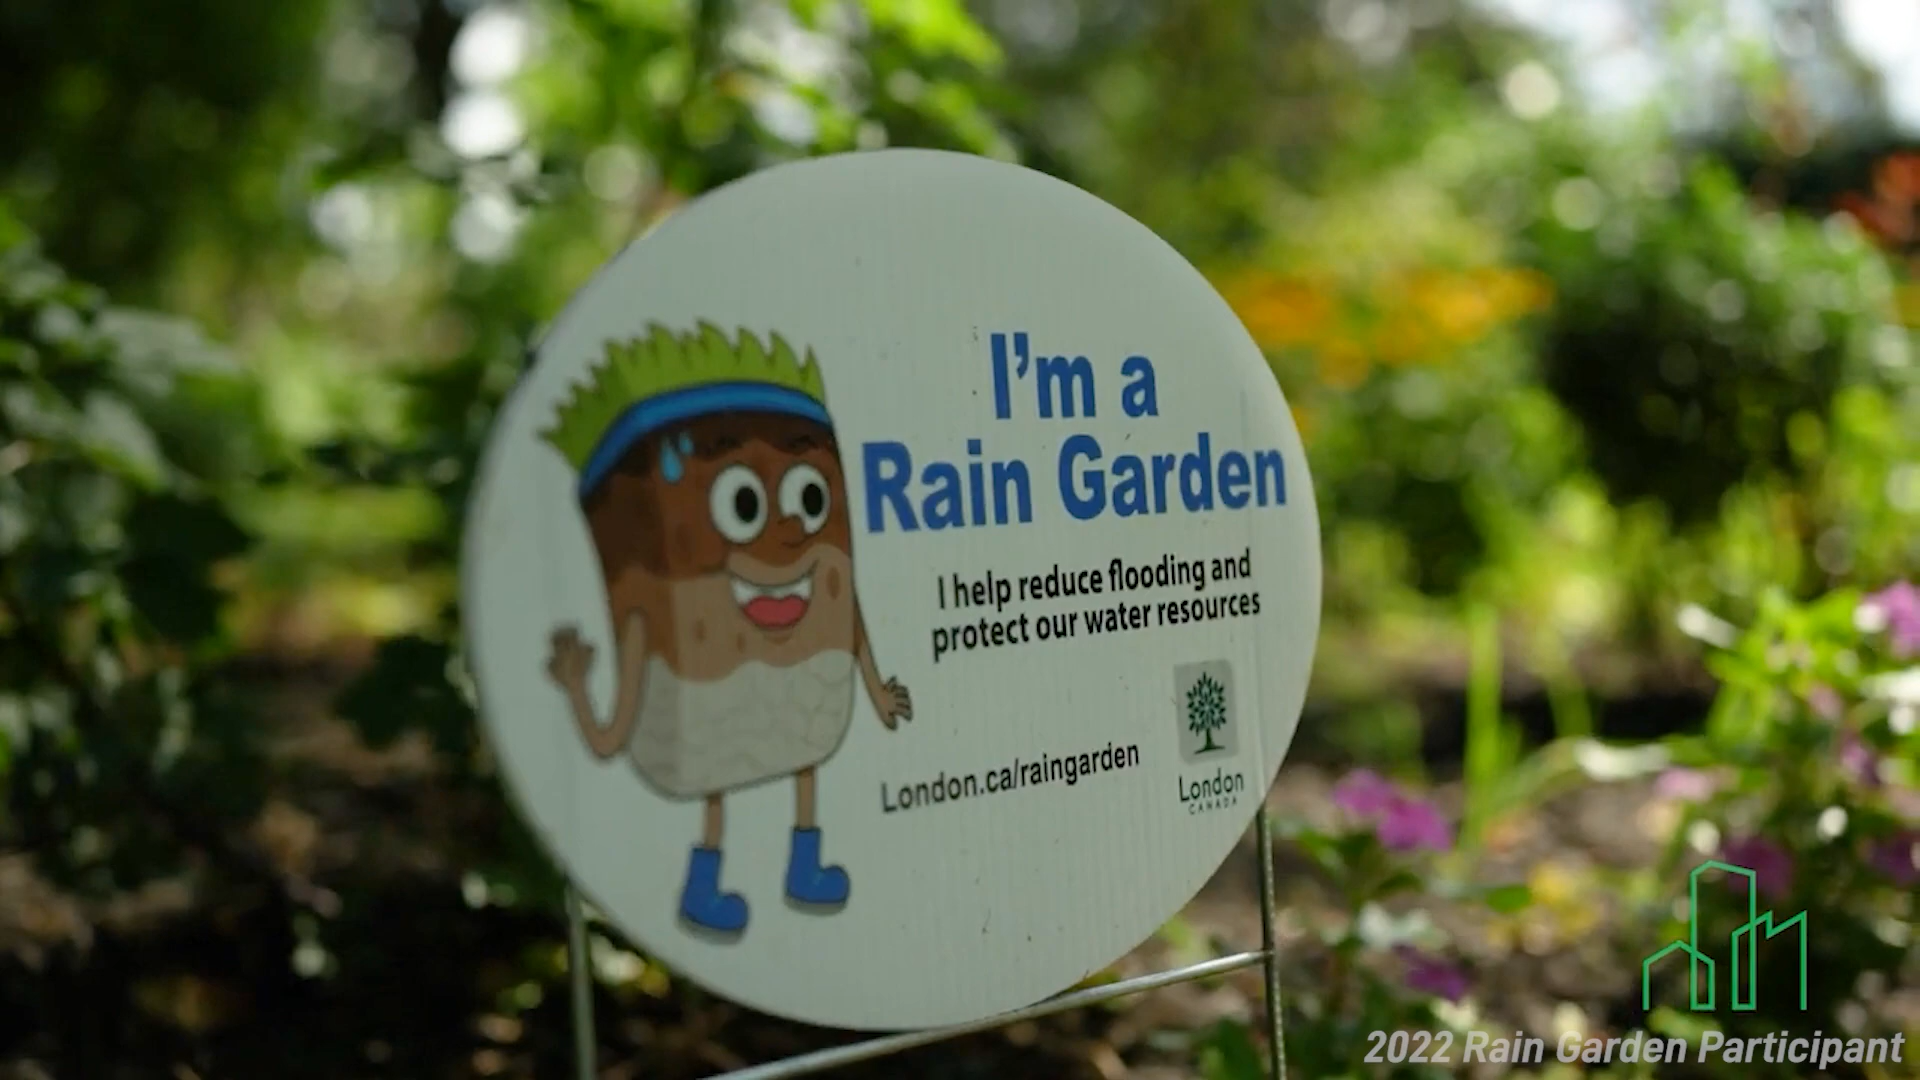 I'm a
Rain Garden
I help reduce flooding and
protect our water resources
London.ca/raingarden
London
CANADA
2022 Rain Garden Participant